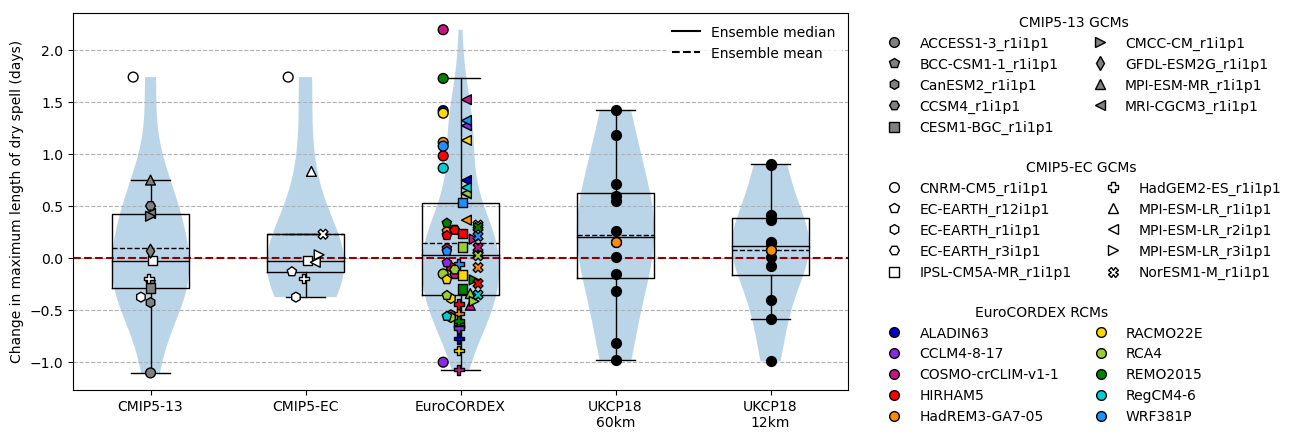 Change in maximum length of dry spell (days)
2.0
1.5
1.0
0.5
0.0
−0.5
−1.0
Ensemble median
Ensemble mean
CMIP5-13
CMIP5-EC
EuroCORDEX
UKCP18
60km
UKCP18
12km
CMIP5-13 GCMs
ACCESS1-3_r1i1p1
BCC-CSM1-1_r1i1p1
CanESM2_r1i1p1
CCSM4_r1i1p1
CESM1-BGC_r1i1p1
CMCC-CM_r1i1p1
GFDL-ESM2G_r1i1p1
MPI-ESM-MR_r1i1p1
MRI-CGCM3_r1i1p1
CMIP5-EC GCMs
CNRM-CM5_r1i1p1
EC-EARTH_r12i1p1
EC-EARTH_r1i1p1
EC-EARTH_r3i1p1
IPSL-CM5A-MR_r1i1p1
HadGEM2-ES_r1i1p1
MPI-ESM-LR_r1i1p1
MPI-ESM-LR_r2i1p1
MPI-ESM-LR_r3i1p1
NorESM1-M_r1i1p1
EuroCORDEX RCMs
ALADIN63
CCLM4-8-17
COSMO-crCLIM-v1-1
HIRHAM5
HadREM3-GA7-05
RACMO22E
RCA4
REMO2015
RegCM4-6
WRF381P